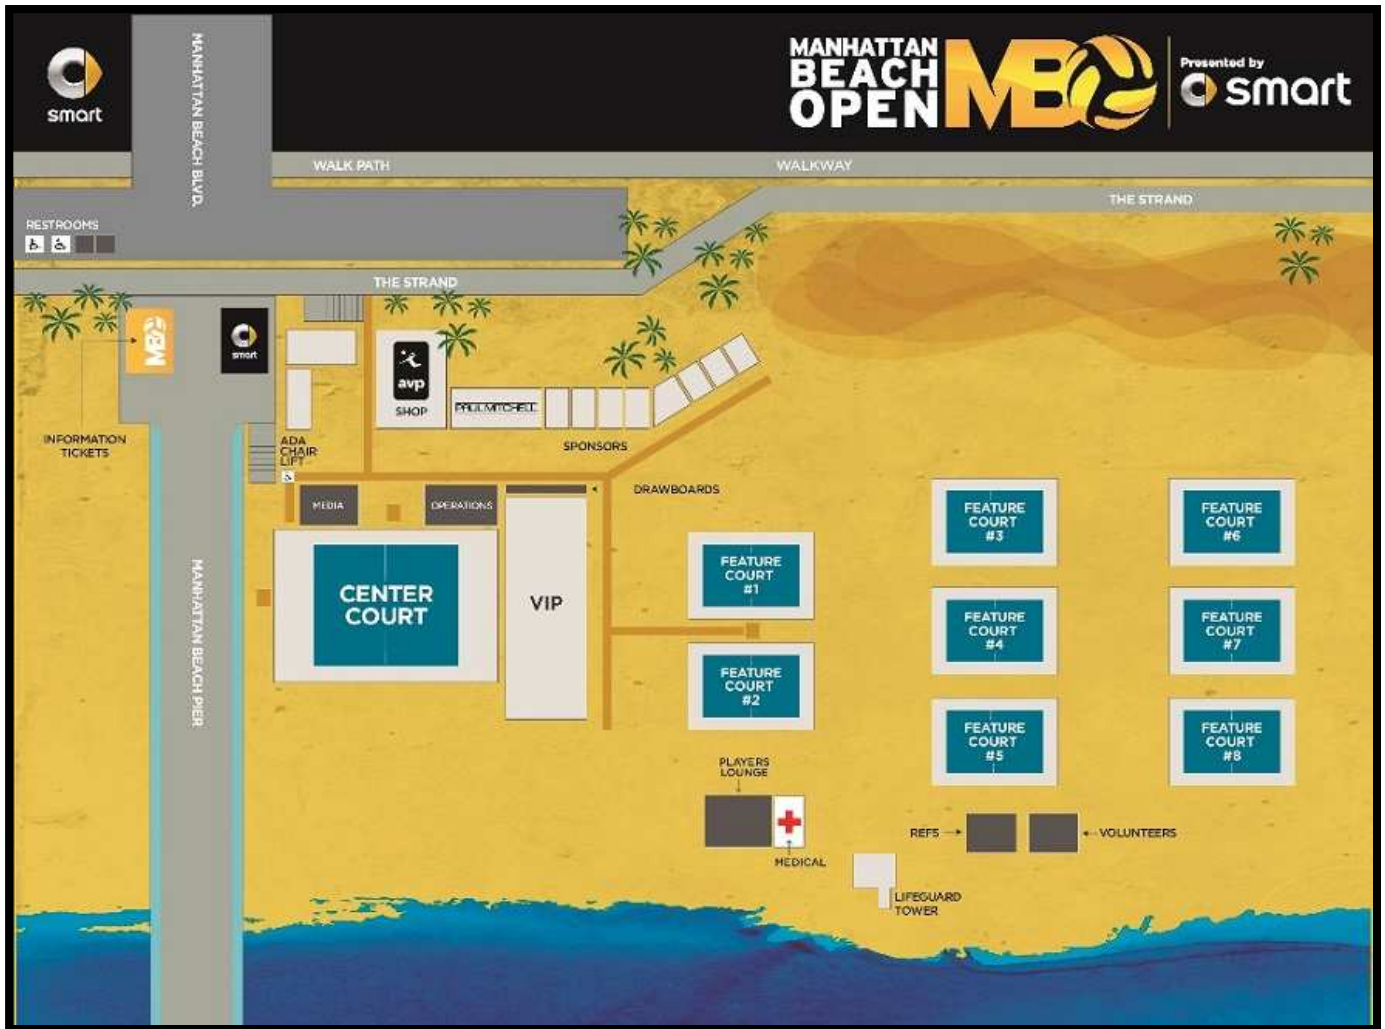 smart
MANHATTAN BEACH BLVD.
MANHATTAN
BEACH
OPEN
MBO
Presented by
smart
WALK PATH
WALKWAY
THE STRAND
RESTROOMS
THE STRAND
MBO
smart
avp
SHOP
PAUL MITCHELL
INFORMATION
TICKETS
ADA
CHAIR
LIFT
SPONSORS
MEDIA
OPERATIONS
DRAWBOARDS
CENTER
COURT
VIP
MANHATTAN BEACH PIER
FEATURE
COURT
#1
FEATURE
COURT
#2
FEATURE
COURT
#3
FEATURE
COURT
#4
FEATURE
COURT
#5
FEATURE
COURT
#6
FEATURE
COURT
#7
FEATURE
COURT
#8
PLAYERS
LOUNGE
MEDICAL
REFS
VOLUNTEERS
LIFEGUARD
TOWER